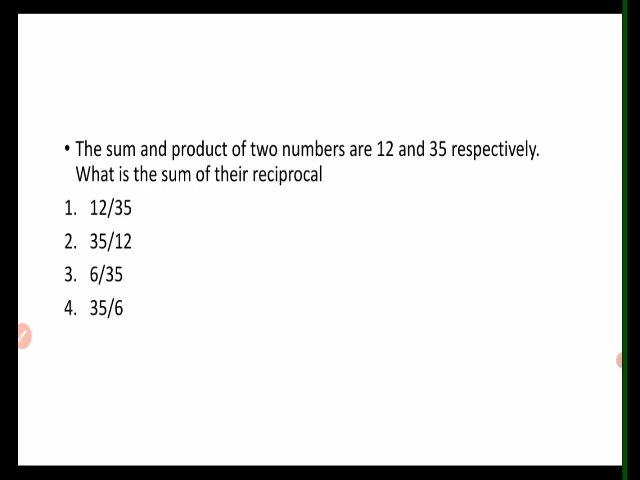 • The sum and product of two numbers are 12 and 35 respectively.
What is the sum of their reciprocal
1. 12/35
2. 35/12
3. 6/35
4. 35/6